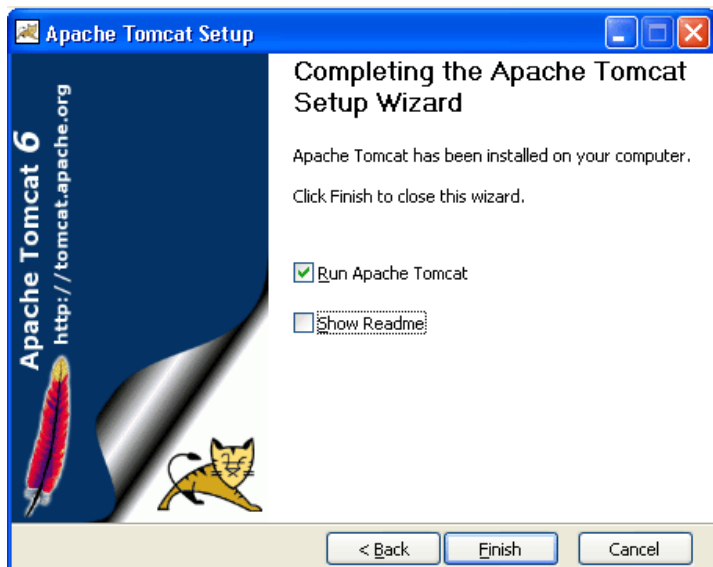 Apache Tomcat Setup
Apache Tomcat 6
http://tomcat.apache.org
Completing the Apache Tomcat
Setup Wizard
Apache Tomcat has been installed on your computer.
Click Finish to close this wizard.
Run Apache Tomcat
Show Readme
< Back
Finish
Cancel